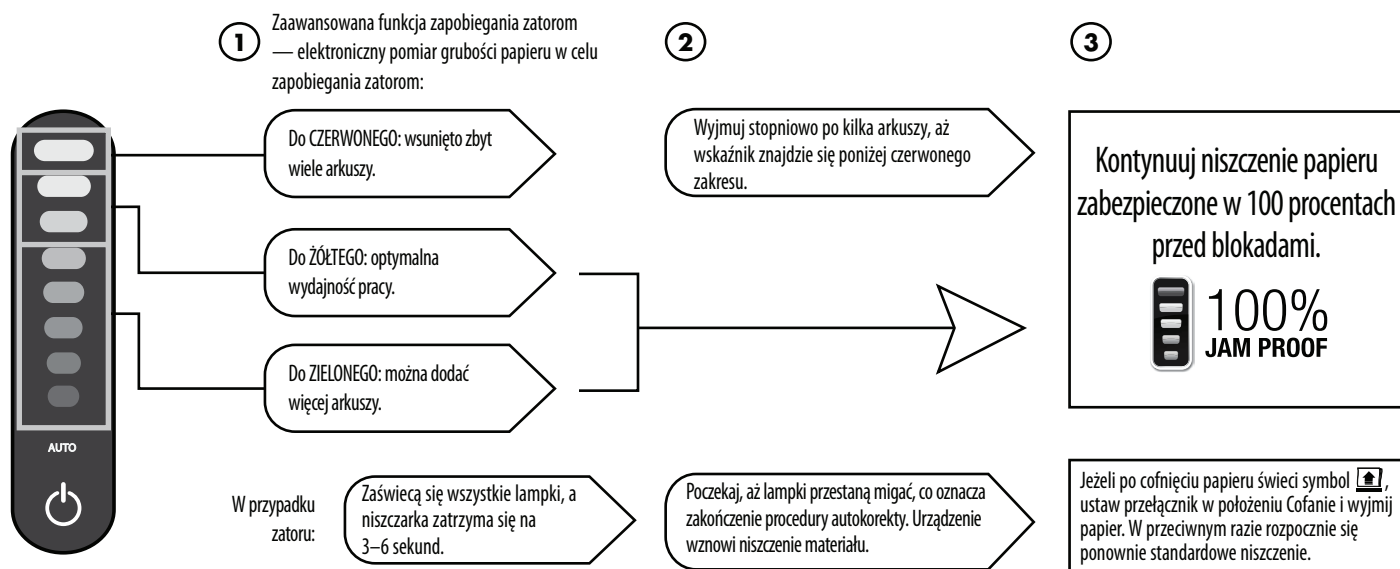 1
Zaawansowana funkcja zapobiegania zatorom
— elektroniczny pomiar grubości papieru w celu
zapobiegania zatorom:
Do CZERWONEGO: wsunięto zbyt
wiele arkuszy.
Do ŻÓŁTEGO: optymalna
wydajność pracy.
Do ZIELONEGO: można dodać
więcej arkuszy.
AUTO
2
Wyjmuj stopniowo po kilka arkuszy, aż
wskaźnik znajdzie się poniżej czerwonego
zakresu.
3
Kontynuuj niszczenie papieru
zabezpieczone w 100 procentach
przed blokadami.
100%
JAM PROOF
W przypadku
zatoru:
Zaświecą się wszystkie lampki, a
niszczarka zatrzyma się na
3–6 sekund.
Poczekaj, aż lampki przestaną migać, co oznacza
zakończenie procedury autokorekty. Urządzenie
wznowi niszczenie materiału.
Jeżeli po cofnięciu papieru świeci symbol ,
ustaw przełącznik w położeniu Cofanie i wyjmij
papier. W przeciwnym razie rozpocznie się
ponownie standardowe niszczenie.